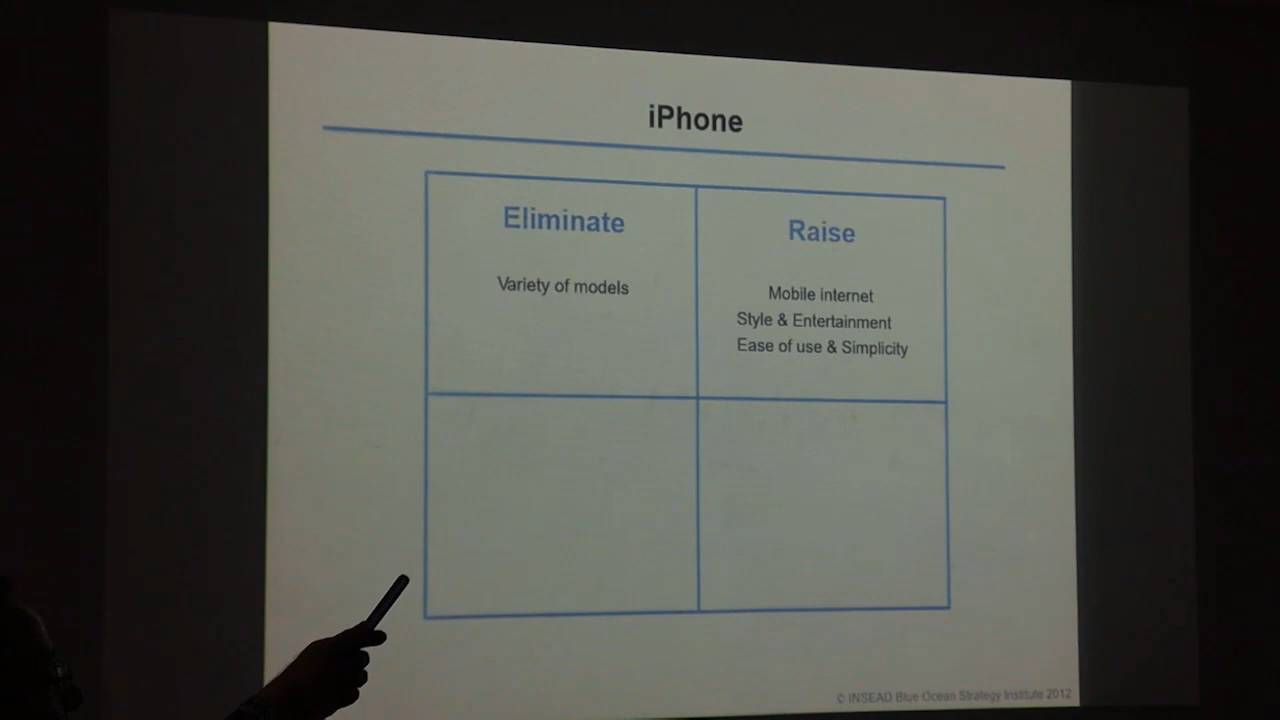 iPhone
Eliminate
Variety of models
Raise
Mobile internet
Style & Entertainment
Ease of use & Simplicity
© INSEAD Blue Ocean Strategy Institute 2012